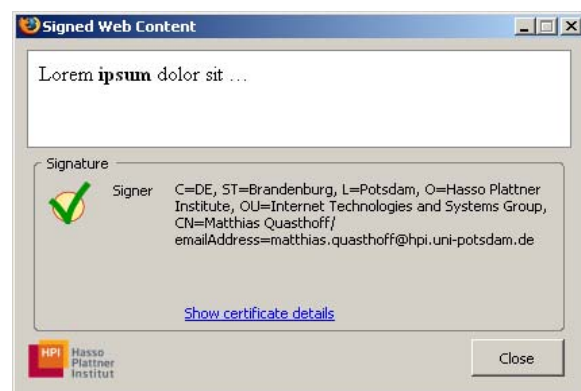 Signed Web Content
Lorem ipsum dolor sit ...
Signature
Signer
C=DE, ST=Brandenburg, L=Potsdam, O=Hasso Plattner
Institute, OU=Internet Technologies and Systems Group,
CN=Matthias Quasthoff/
emailAddress=matthias.quasthoff@hpi.uni-potsdam.de
Show certificate details
HPI
Hasso
Plattner
Institut
Close